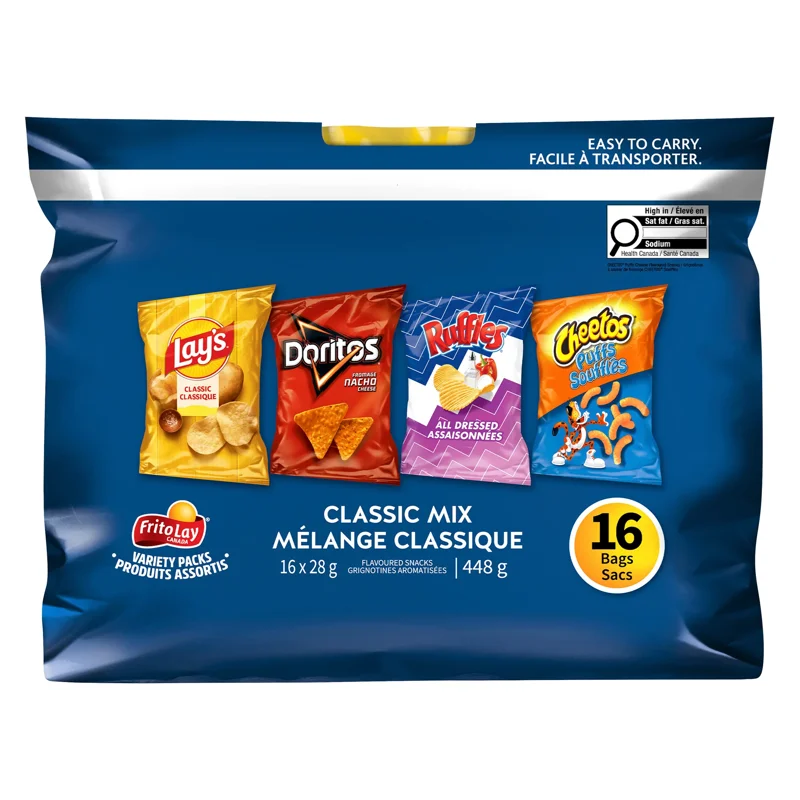 EASY TO CARRY.
FACILE À TRANSPORTER.
High in / Élevé en
Sat fat / Gras sat.
Sodium
Health Canada / Santé Canada
Lay's
CLASSIC
CLASSIQUE
Doritos
FROMAGE
NACHO
CHEESE
Ruffles
ALL DRESSED
ASSAISONNÉES
Cheetos
Puffs
Soufflés
FritoLay
CANADA
VARIETY PACKS
•PRODUITS ASSORTIS•
CLASSIC MIX
MÉLANGE CLASSIQUE
16 x 28 g
FLAVOURED SNACKS
GRIGNOTINES AROMATISÉES
448 g
16
Bags
Sacs